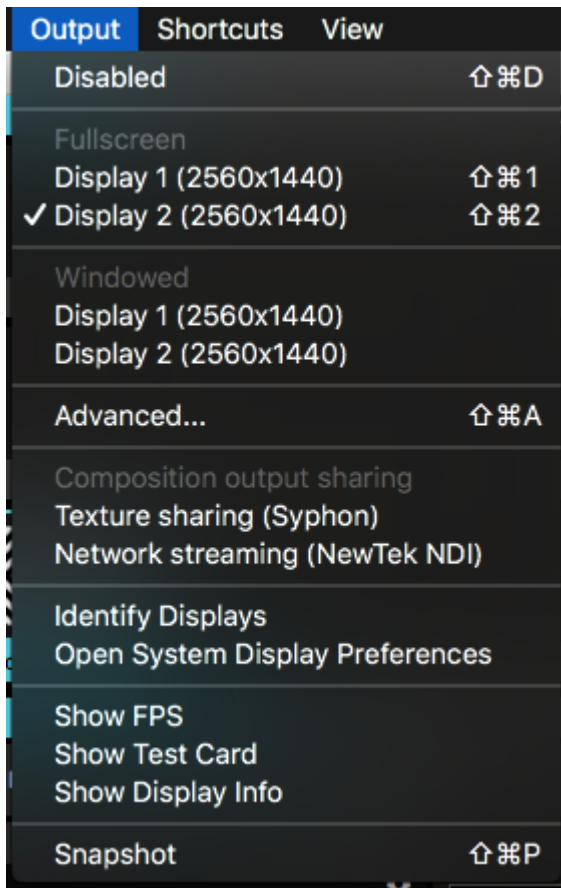 Output Shortcuts View
Disabled ⇧⌘D
Fullscreen
Display 1 (2560x1440) ⇧⌘1
✓ Display 2 (2560x1440) ⇧⌘2
Windowed
Display 1 (2560x1440)
Display 2 (2560x1440)
Advanced... ⇧⌘A
Composition output sharing
Texture sharing (Syphon)
Network streaming (NewTek NDI)
Identify Displays
Open System Display Preferences
Show FPS
Show Test Card
Show Display Info
Snapshot ⇧⌘P